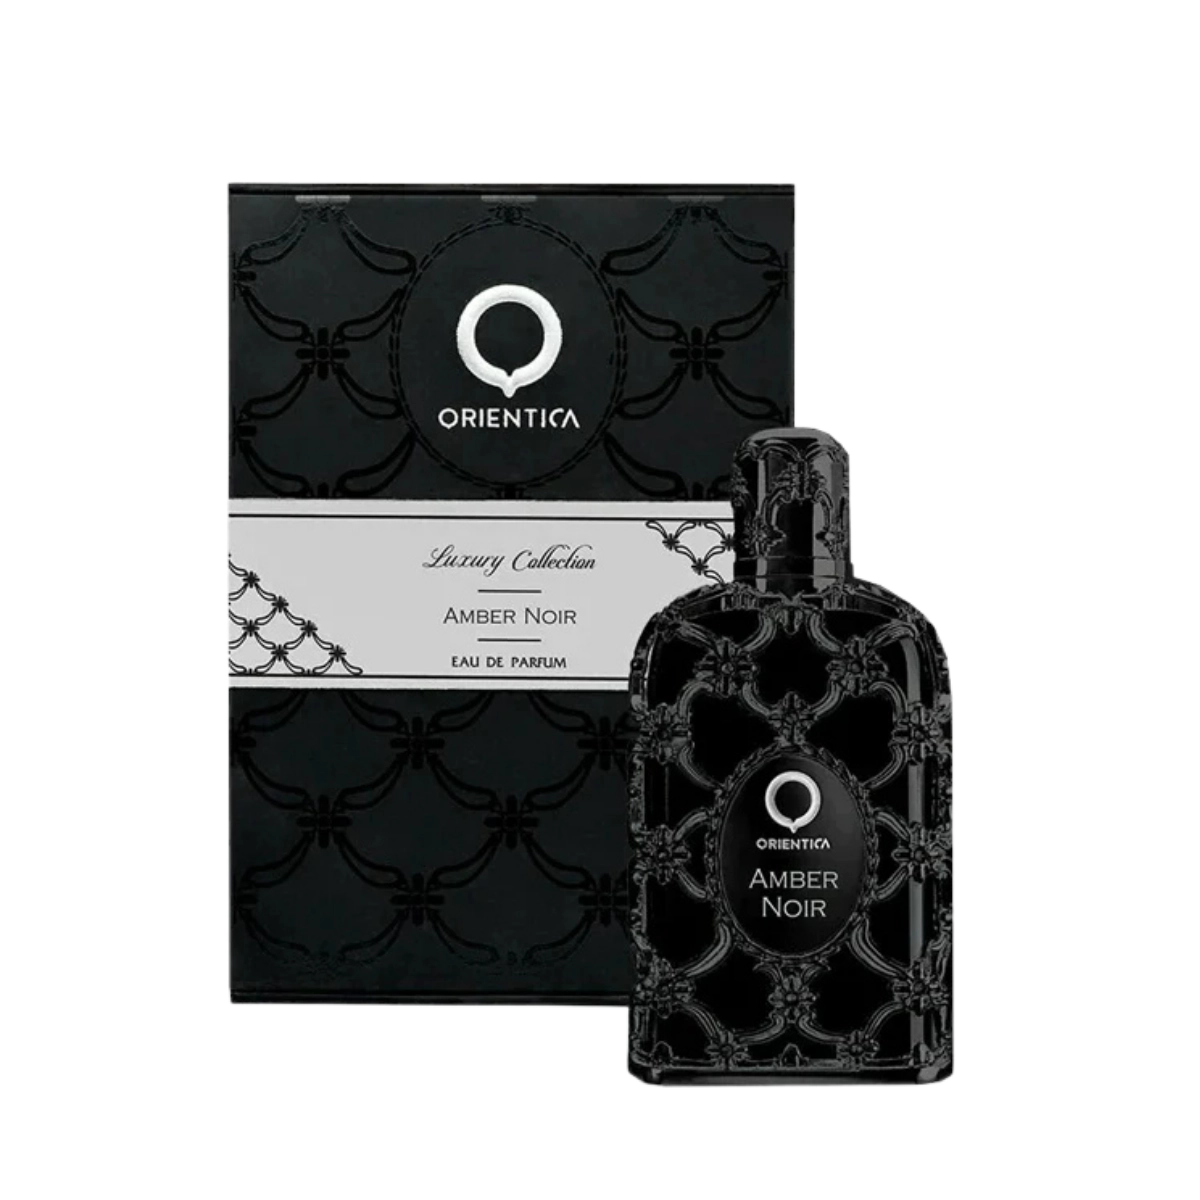 ORIENTICA
Luxury Collection
AMBER NOIR
EAU DE PARFUM
ORIENTICA
AMBER
NOIR